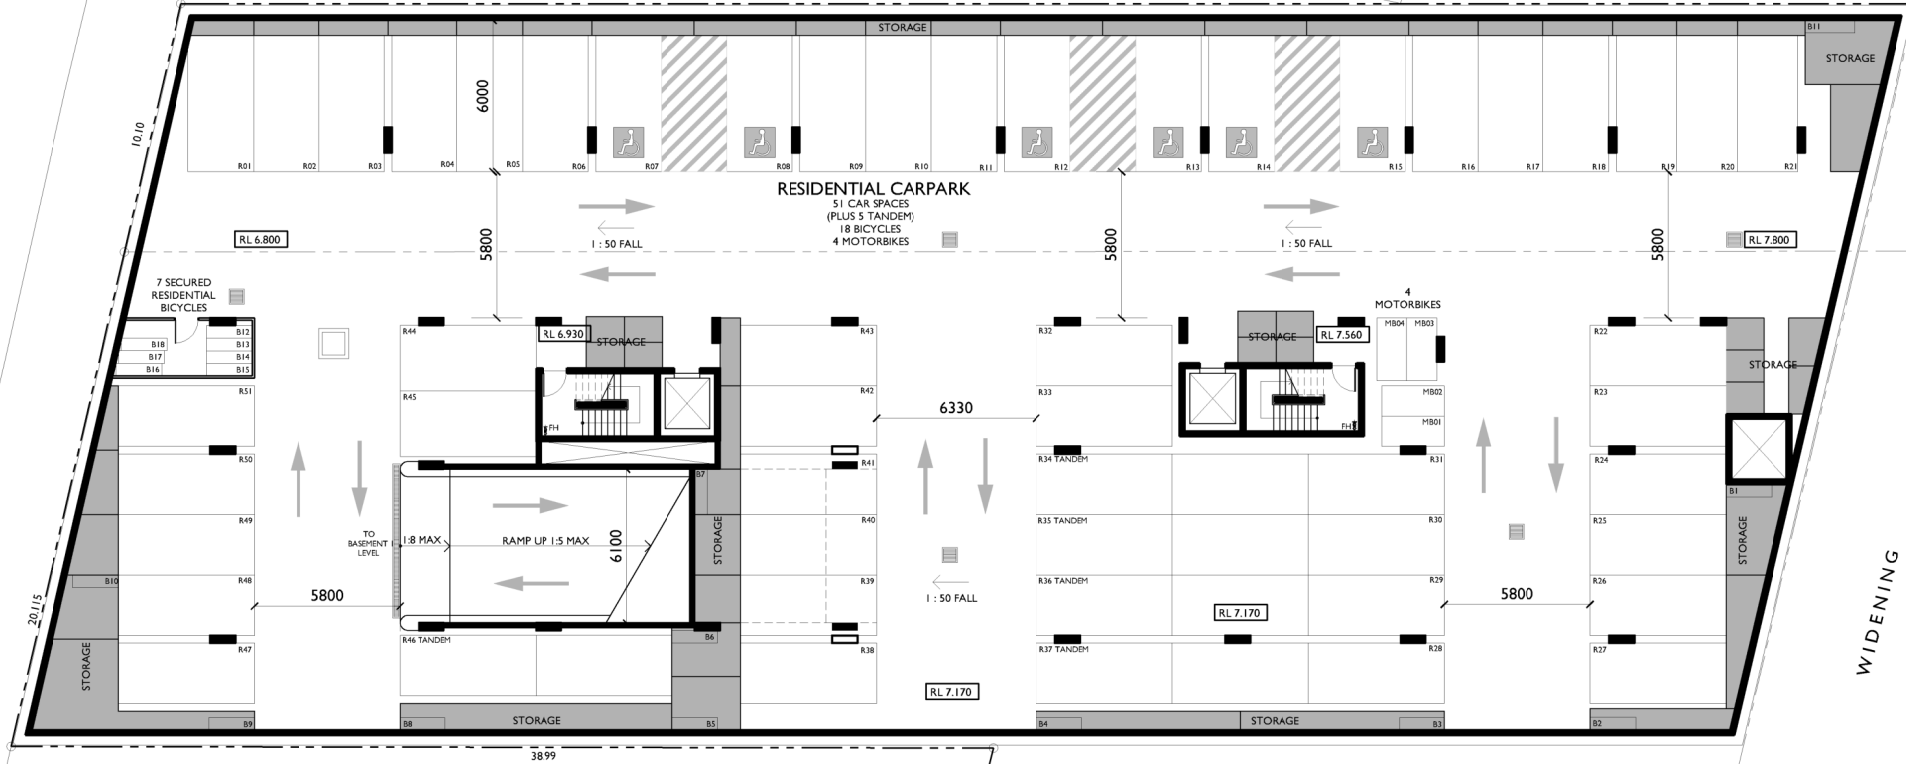 STORAGE
B11
STORAGE
6000
10.10
R01
R02
R03
R04
R05
R06
R07
R08
R09
R10
R11
R12
R13
R14
R15
R16
R17
R18
R19
R20
R21
RESIDENTIAL CARPARK
51 CAR SPACES
(PLUS 5 TANDEM)
18 BICYCLES
4 MOTORBIKES
RL 6.800
5800
1 : 50 FALL
5800
1 : 50 FALL
5800
RL 7.800
7 SECURED
RESIDENTIAL
BICYCLES
4
MOTORBIKES
B12
B13
B14
B15
B18
B17
B16
R44
RL 6.930
STORAGE
R43
R32
STORAGE
RL 7.560
MB04
MB03
R22
STORAGE
R51
R45
R42
R33
MB02
R23
6330
MB01
FH
FH
R50
R41
R34 TANDEM
R31
R24
B7
B1
R49
TO
BASEMENT
LEVEL
1:8 MAX
RAMP UP 1:5 MAX
6100
STORAGE
R40
R35 TANDEM
R30
R25
STORAGE
B10
R48
R39
R36 TANDEM
R29
R26
5800
1 : 50 FALL
RL 7.170
5800
20.115
WIDENING
R46 TANDEM
B6
STORAGE
R47
R38
R37 TANDEM
R28
R27
RL 7.170
B9
B8
STORAGE
B5
B4
STORAGE
B3
B2
38.99